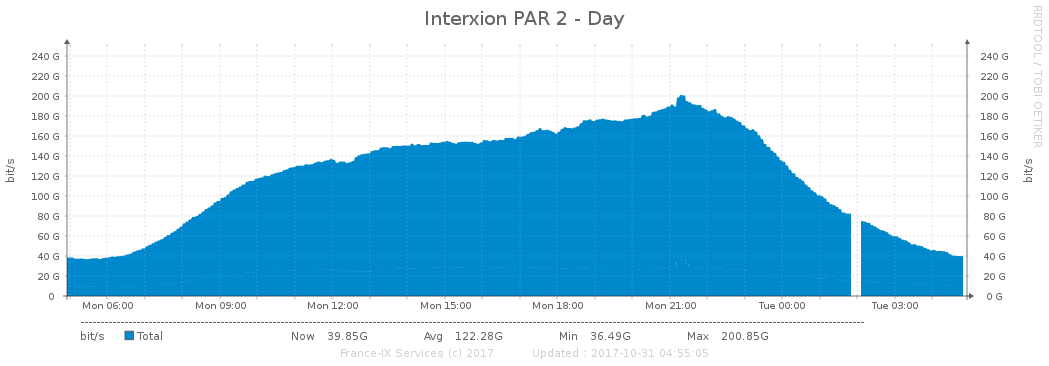 Interxion PAR 2 - Day
RRDTOOL / TOBI OETIKER
240 G 240 G
220 G 220 G
200 G 200 G
180 G 180 G
160 G 160 G
140 G 140 G
120 G 120 G
100 G 100 G
80 G 80 G
60 G 60 G
40 G 40 G
20 G 20 G
0 0 G
bit/s bit/s
Mon 06:00 Mon 09:00 Mon 12:00 Mon 15:00 Mon 18:00 Mon 21:00 Tue 00:00 Tue 03:00
bit/s Total Now 39.85G Avg 122.28G Min 36.49G Max 200.85G
France-IX Services (c) 2017 Updated : 2017-10-31 04:55:05